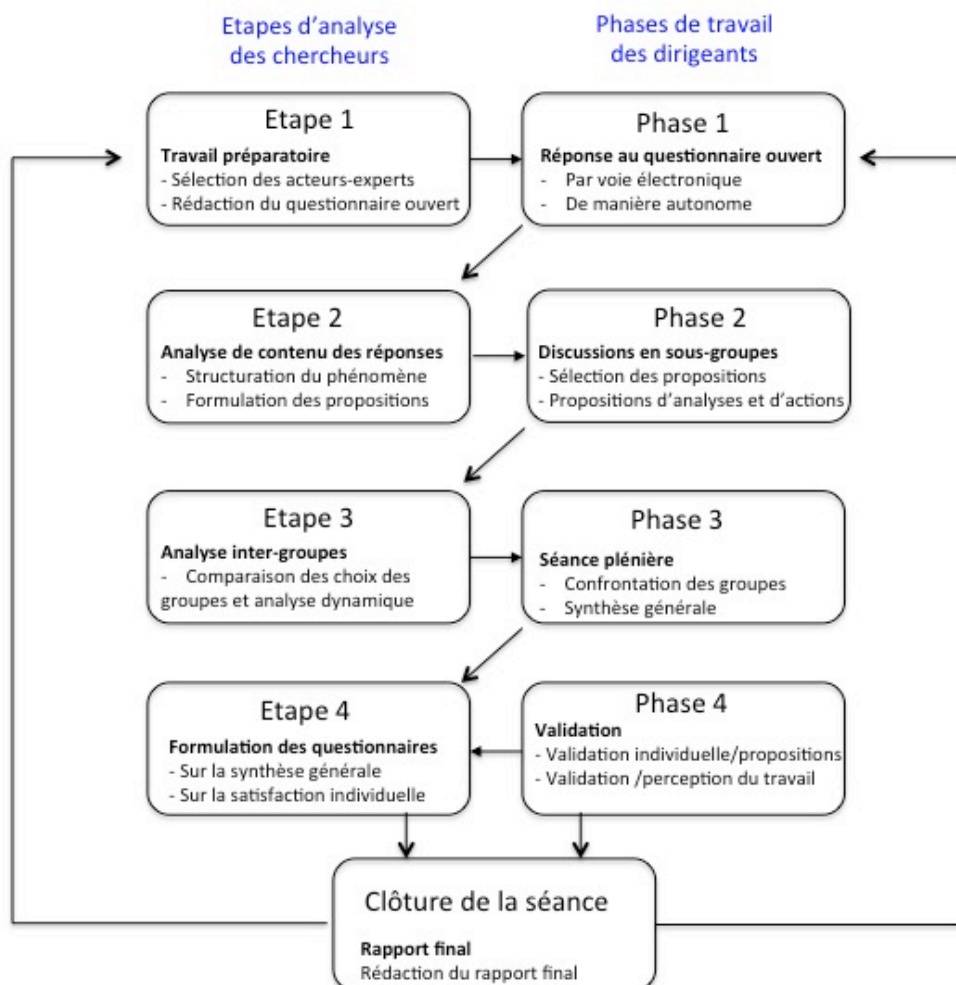 Etapes d'analyse
des chercheurs
Phases de travail
des dirigeants
Etape 1
Travail préparatoire
- Sélection des acteurs-experts
- Rédaction du questionnaire ouvert
Phase 1
Réponse au questionnaire ouvert
- Par voie électronique
- De manière autonome
Etape 2
Analyse de contenu des réponses
- Structuration du phénomène
- Formulation des propositions
Phase 2
Discussions en sous-groupes
- Sélection des propositions
- Propositions d'analyses et d'actions
Etape 3
Analyse inter-groupes
- Comparaison des choix des
groupes et analyse dynamique
Phase 3
Séance plénière
- Confrontation des groupes
- Synthèse générale
Etape 4
Formulation des questionnaires
- Sur la synthèse générale
- Sur la satisfaction individuelle
Phase 4
Validation
- Validation individuelle/propositions
- Validation /perception du travail
Clôture de la séance
Rapport final
Rédaction du rapport final